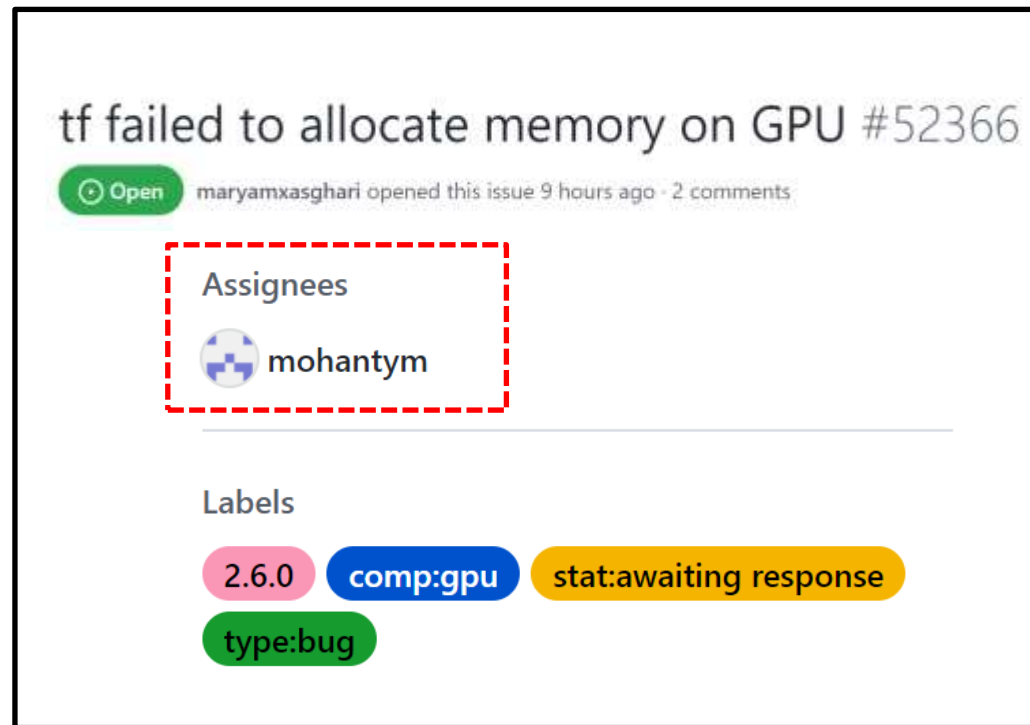 tf failed to allocate memory on GPU #52366
Open maryamxasghari opened this issue 9 hours ago · 2 comments
Assignees
mohantym
Labels
2.6.0 comp:gpu stat:awaiting response
type:bug